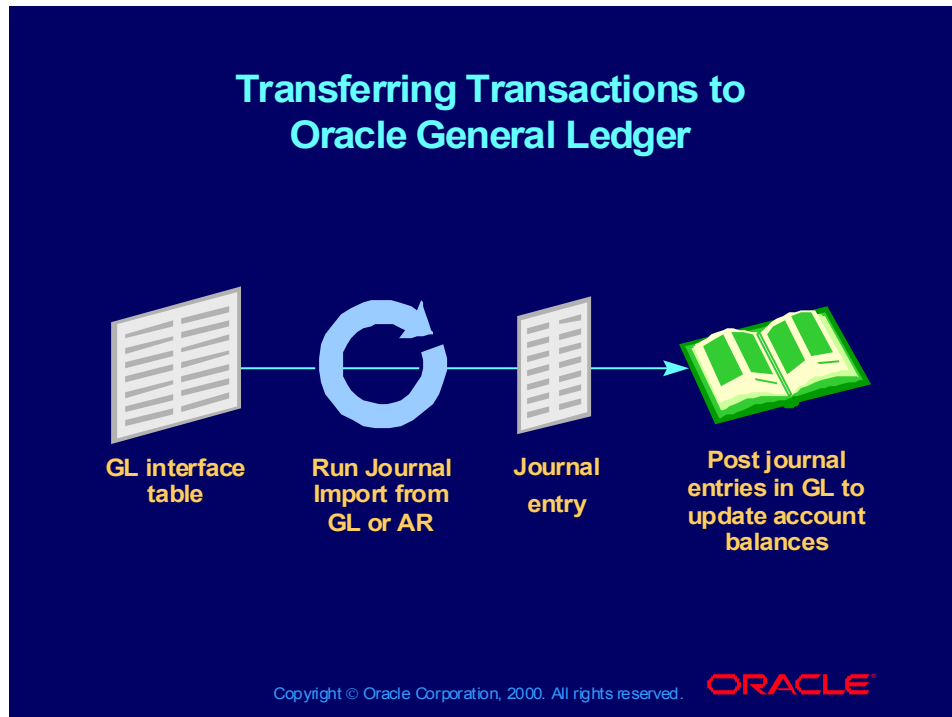 Transferring Transactions to
Oracle General Ledger
GL interface
table
Run Journal
Import from
GL or AR
Journal
entry
Post journal
entries in GL to
update account
balances
Copyright © Oracle Corporation, 2000. All rights reserved.
ORACLE®